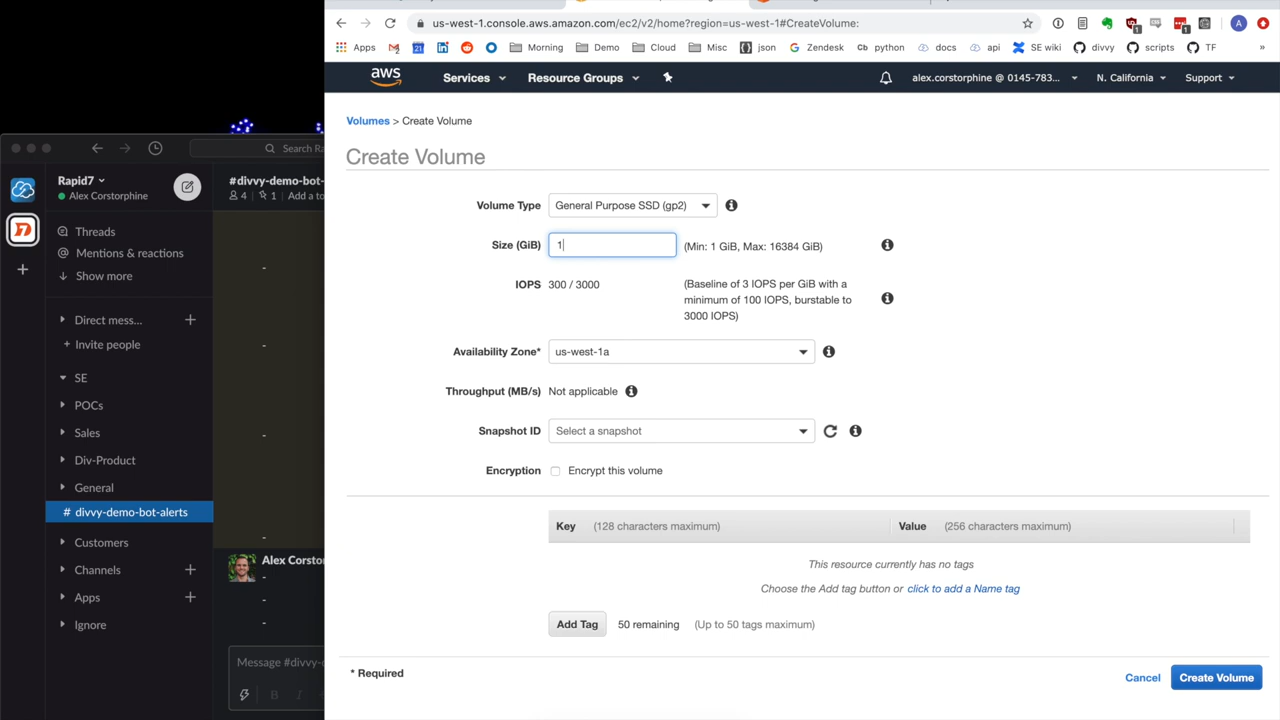 us-west-1.console.aws.amazon.com/ec2/v2/home?region=us-west-1#CreateVolume:
Apps Morning Demo Cloud Misc json Zendesk Cb python docs api SE wiki divvy scripts TF »
aws Services Resource Groups alex.corstorphine @ 0145-783... N. California Support
Volumes > Create Volume
Create Volume
Volume Type General Purpose SSD (gp2)
Size (GiB) 1 (Min: 1 GiB, Max: 16384 GiB)
IOPS 300 / 3000 (Baseline of 3 IOPS per GiB with a
minimum of 100 IOPS, burstable to
3000 IOPS)
Availability Zone* us-west-1a
Throughput (MB/s) Not applicable
Snapshot ID Select a snapshot
Encryption Encrypt this volume
Key (128 characters maximum) Value (256 characters maximum)
This resource currently has no tags
Choose the Add tag button or click to add a Name tag
Add Tag 50 remaining (Up to 50 tags maximum)
* Required
Cancel Create Volume
Search Ra
Rapid7
Alex Corstorphine
Threads
Mentions & reactions
Show more
Direct mess...
+ Invite people
SE
POCs
Sales
Div-Product
General
# divvy-demo-bot-alerts
Customers
Channels
Apps
Ignore
#divvy-demo-bot-
4 1 Add a to
Alex Corsto
Message #divvy-d
B I